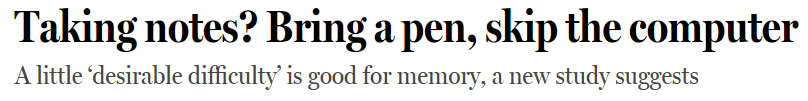 Taking notes? Bring a pen, skip the computer
A little ‘desirable difficulty’ is good for memory, a new study suggests